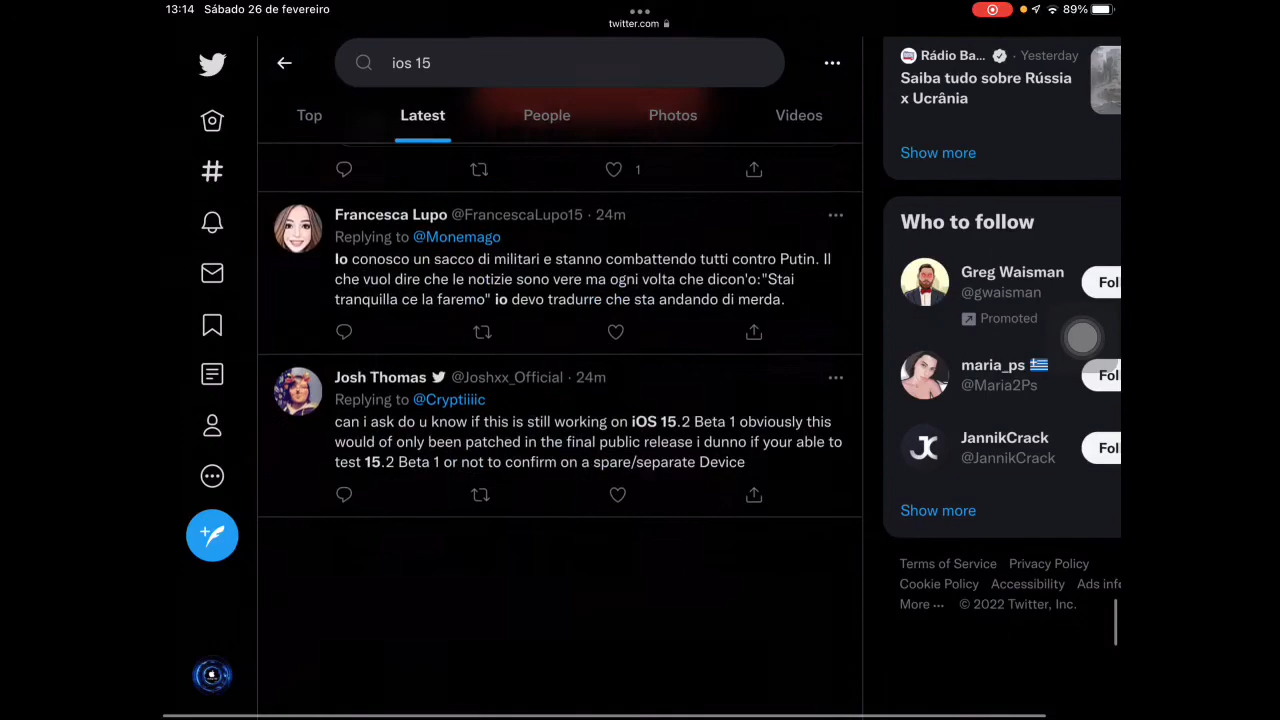 13:14 Sábado 26 de fevereiro
89%
twitter.com
ios 15
Top Latest People Photos Videos
1
Francesca Lupo @FrancescaLupo15 · 24m
Replying to @Monemago
Io conosco un sacco di militari e stanno combattendo tutti contro Putin. Il
che vuol dire che le notizie sono vere ma ogni volta che dicon'o:"Stai
tranquilla ce la faremo" io devo tradurre che sta andando di merda.
Josh Thomas @Joshxx_Official · 24m
Replying to @Cryptiiiic
can i ask do u know if this is still working on iOS 15.2 Beta 1 obviously this
would of only been patched in the final public release i dunno if your able to
test 15.2 Beta 1 or not to confirm on a spare/separate Device
Rádio Ba... · Yesterday
Saiba tudo sobre Rússia
x Ucrânia
Show more
Who to follow
Greg Waisman
@gwaisman
Fol
Promoted
maria_ps
@Maria2Ps
Fol
JannikCrack
@JannikCrack
Fol
Show more
Terms of Service Privacy Policy
Cookie Policy Accessibility Ads info
More ··· © 2022 Twitter, Inc.